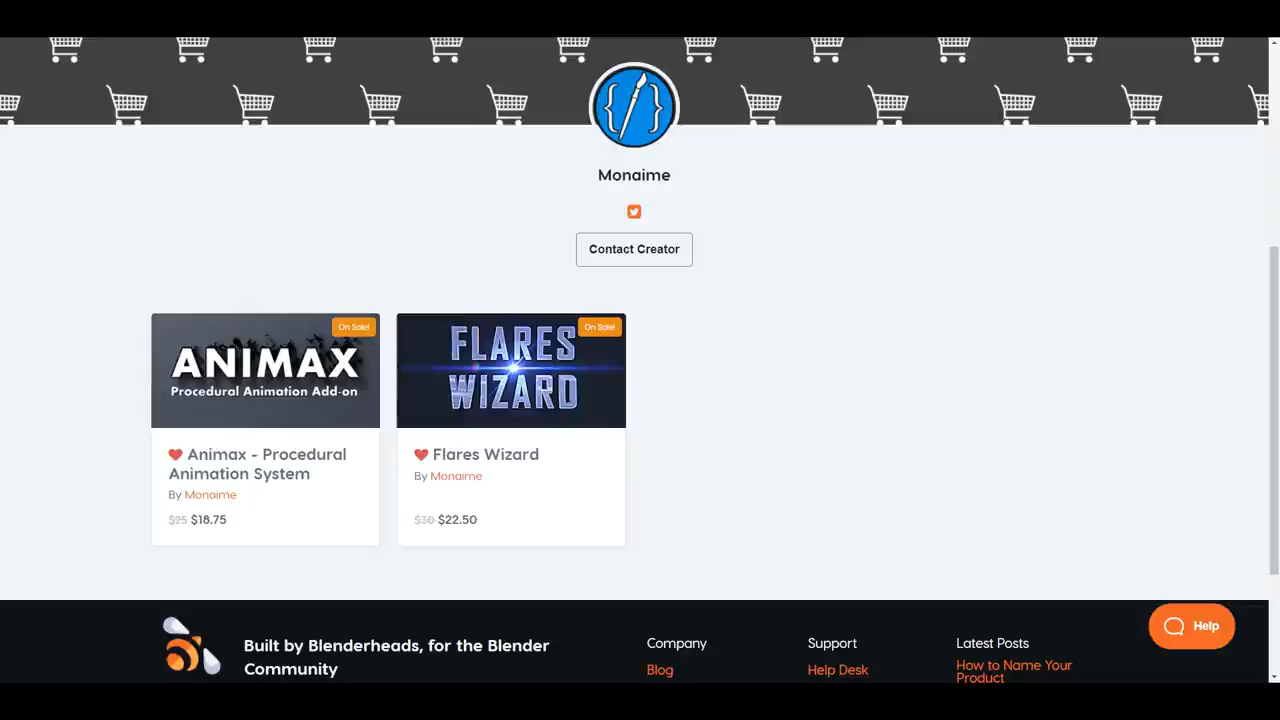 Monaime
Contact Creator
On Sale!
ANIMAX
Procedural Animation Add-on
Animax - Procedural
Animation System
By Monaime
$25 $18.75
On Sale!
FLARES
WIZARD
Flares Wizard
By Monaime
$30 $22.50
Built by Blenderheads, for the Blender
Community
Company
Blog
Support
Help Desk
Latest Posts
How to Name Your
Product
Help